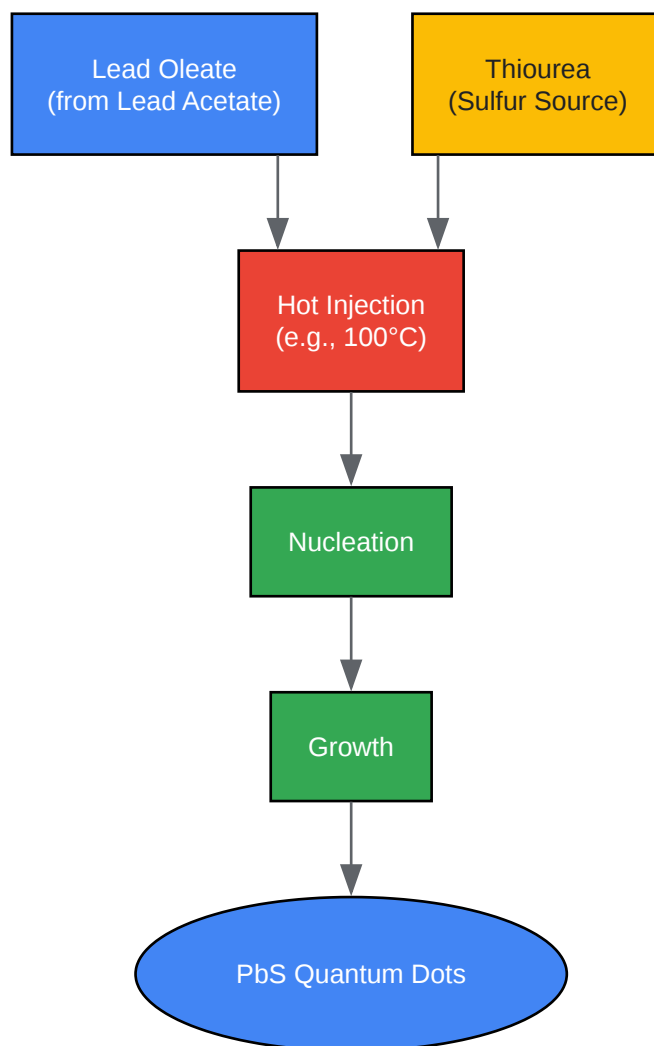 Lead Oleate
(from Lead Acetate)
Thiourea
(Sulfur Source)
Hot Injection
(e.g., 100°C)
Nucleation
Growth
PbS Quantum Dots